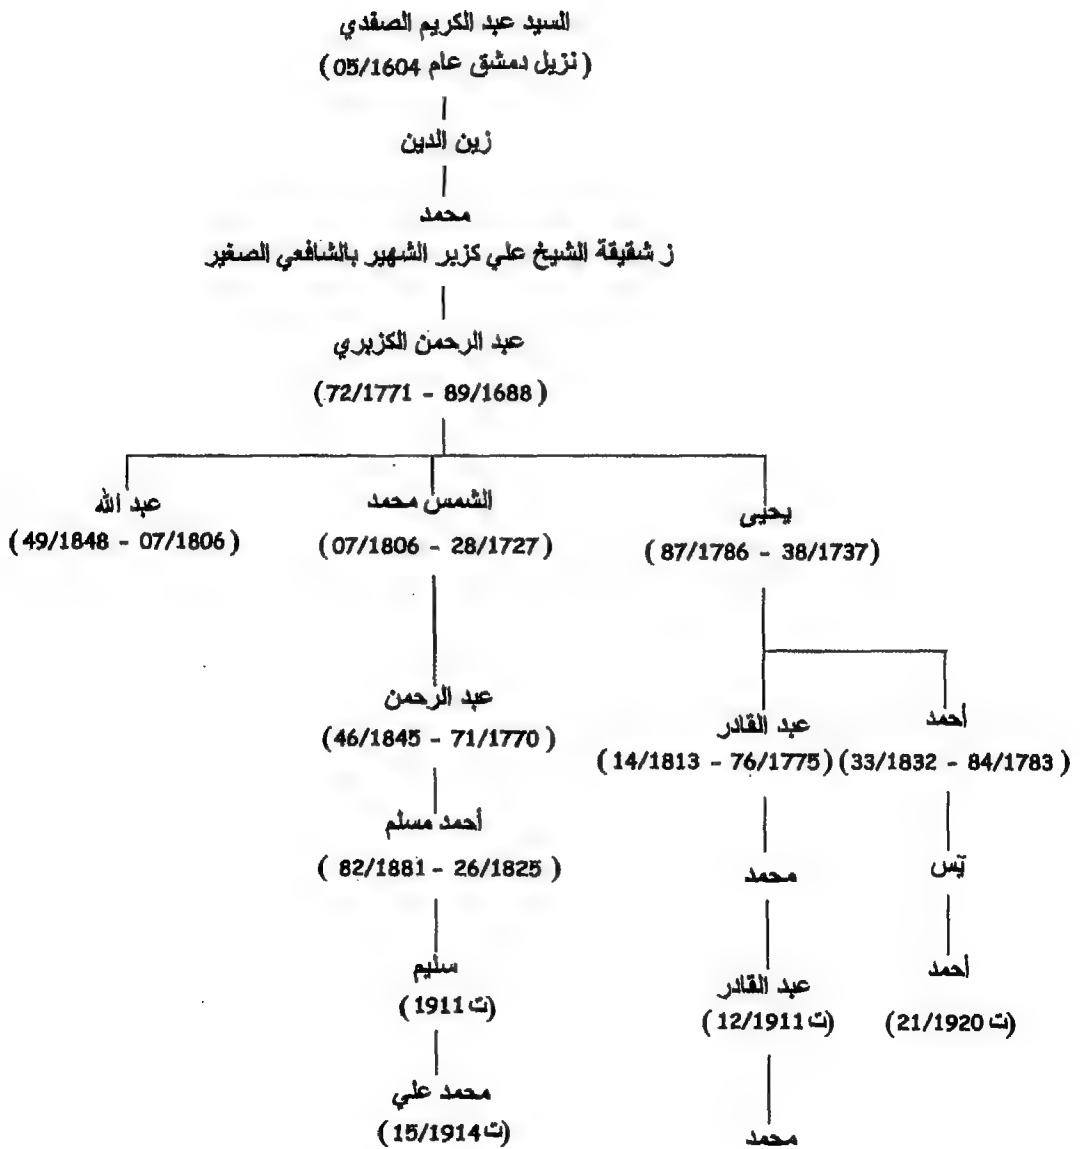 السيد عبد الكريم الصفدي
(نزيل دمشق عام 05/1604)
زين الدين
محمد
ز شقيقة الشيخ علي كزبر الشهير بالشافعي الصغير
عبد الرحمن الكزبري
(72/1771 - 89/1688)
يحيى
(87/1786 - 38/1737)
الشمس محمد
(07/1806 - 28/1727)
عبد الله
(49/1848 - 07/1806)
أحمد
(33/1832 - 84/1783)
عبد القادر
(14/1813 - 76/1775)
عبد الرحمن
(46/1845 - 71/1770)
يٓس
محمد
أحمد مسلم
(82/1881 - 26/1825)
أحمد
(ت 21/1920)
عبد القادر
(ت 12/1911)
سليم
(ت 1911)
محمد
محمد علي
(ت 15/1914)